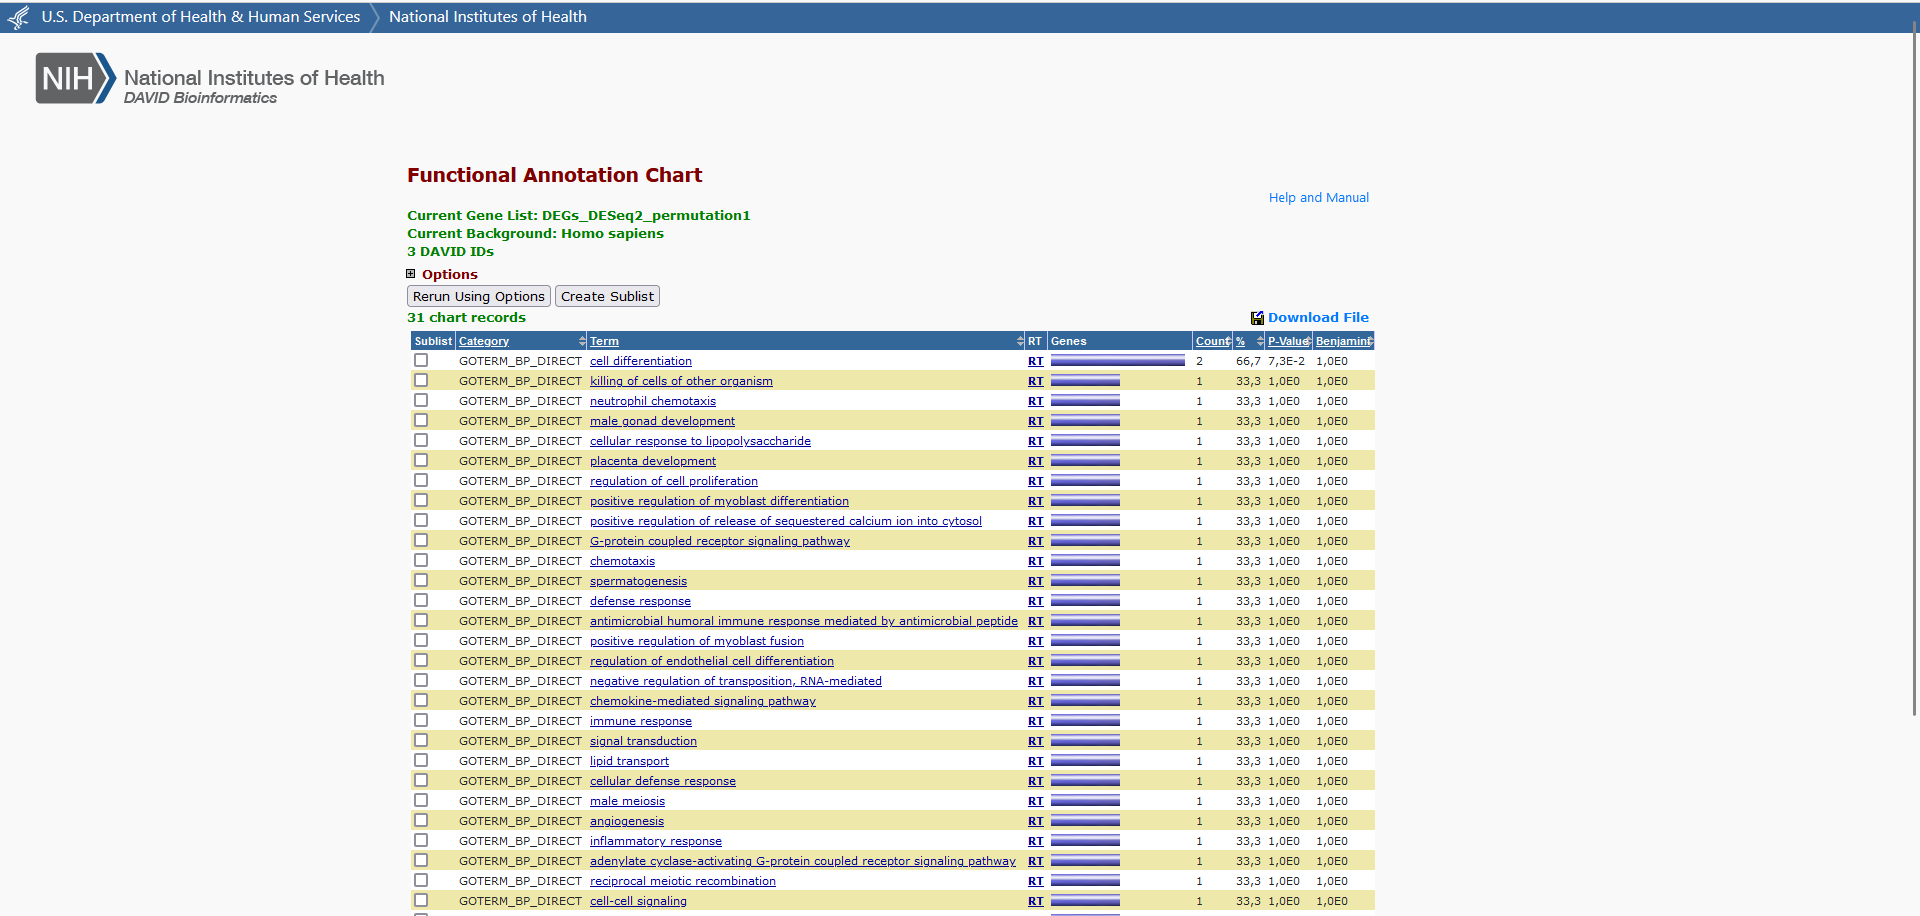 U.S. Department of Health & Human Services National Institutes of Health
NIH National Institutes of Health
DAVID Bioinformatics
Functional Annotation Chart
Help and Manual
Current Gene List: DEGs_DESeq2_permutation1
Current Background: Homo sapiens
3 DAVID IDs
Options
Rerun Using Options Create Sublist
31 chart records Download File
Sublist Category Term RT Genes Count % P-Value Benjamini
GOTERM_BP_DIRECT cell differentiation RT 2 66,7 7,3E-2 1,0E0
GOTERM_BP_DIRECT killing of cells of other organism RT 1 33,3 1,0E0 1,0E0
GOTERM_BP_DIRECT neutrophil chemotaxis RT 1 33,3 1,0E0 1,0E0
GOTERM_BP_DIRECT male gonad development RT 1 33,3 1,0E0 1,0E0
GOTERM_BP_DIRECT cellular response to lipopolysaccharide RT 1 33,3 1,0E0 1,0E0
GOTERM_BP_DIRECT placenta development RT 1 33,3 1,0E0 1,0E0
GOTERM_BP_DIRECT regulation of cell proliferation RT 1 33,3 1,0E0 1,0E0
GOTERM_BP_DIRECT positive regulation of myoblast differentiation RT 1 33,3 1,0E0 1,0E0
GOTERM_BP_DIRECT positive regulation of release of sequestered calcium ion into cytosol RT 1 33,3 1,0E0 1,0E0
GOTERM_BP_DIRECT G-protein coupled receptor signaling pathway RT 1 33,3 1,0E0 1,0E0
GOTERM_BP_DIRECT chemotaxis RT 1 33,3 1,0E0 1,0E0
GOTERM_BP_DIRECT spermatogenesis RT 1 33,3 1,0E0 1,0E0
GOTERM_BP_DIRECT defense response RT 1 33,3 1,0E0 1,0E0
GOTERM_BP_DIRECT antimicrobial humoral immune response mediated by antimicrobial peptide RT 1 33,3 1,0E0 1,0E0
GOTERM_BP_DIRECT positive regulation of myoblast fusion RT 1 33,3 1,0E0 1,0E0
GOTERM_BP_DIRECT regulation of endothelial cell differentiation RT 1 33,3 1,0E0 1,0E0
GOTERM_BP_DIRECT negative regulation of transposition, RNA-mediated RT 1 33,3 1,0E0 1,0E0
GOTERM_BP_DIRECT chemokine-mediated signaling pathway RT 1 33,3 1,0E0 1,0E0
GOTERM_BP_DIRECT immune response RT 1 33,3 1,0E0 1,0E0
GOTERM_BP_DIRECT signal transduction RT 1 33,3 1,0E0 1,0E0
GOTERM_BP_DIRECT lipid transport RT 1 33,3 1,0E0 1,0E0
GOTERM_BP_DIRECT cellular defense response RT 1 33,3 1,0E0 1,0E0
GOTERM_BP_DIRECT male meiosis RT 1 33,3 1,0E0 1,0E0
GOTERM_BP_DIRECT angiogenesis RT 1 33,3 1,0E0 1,0E0
GOTERM_BP_DIRECT inflammatory response RT 1 33,3 1,0E0 1,0E0
GOTERM_BP_DIRECT adenylate cyclase-activating G-protein coupled receptor signaling pathway RT 1 33,3 1,0E0 1,0E0
GOTERM_BP_DIRECT reciprocal meiotic recombination RT 1 33,3 1,0E0 1,0E0
GOTERM_BP_DIRECT cell-cell signaling RT 1 33,3 1,0E0 1,0E0